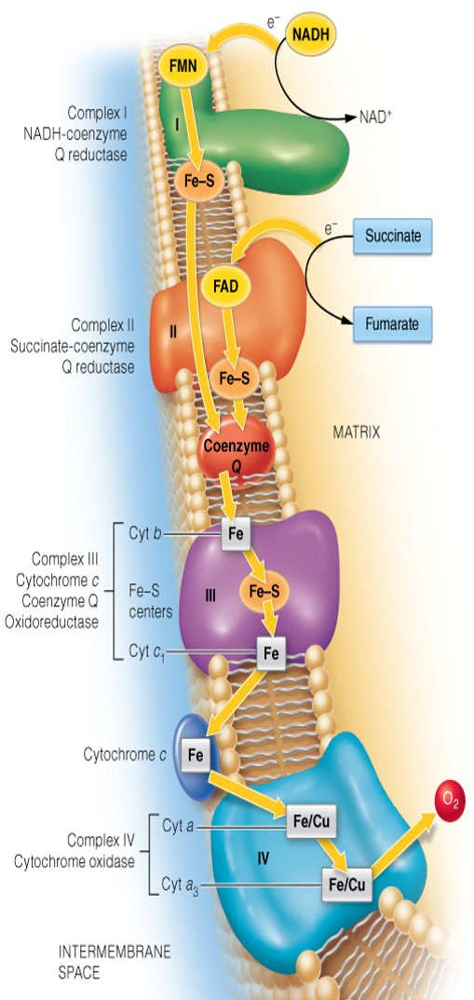 e⁻
NADH
FMN
Complex I
NADH-coenzyme
Q reductase
I
NAD⁺
Fe–S
e⁻
Succinate
FAD
Complex II
Succinate-coenzyme
Q reductase
II
Fumarate
Fe–S
MATRIX
Coenzyme
Q
Cyt b
Fe
Complex III
Cytochrome c
Coenzyme Q
Oxidoreductase
Fe–S
centers
III
Fe–S
Cyt c₁
Fe
Cytochrome c
Fe
O₂
Complex IV
Cytochrome oxidase
Cyt a
Fe/Cu
IV
Cyt a₃
Fe/Cu
INTERMEMBRANE
SPACE